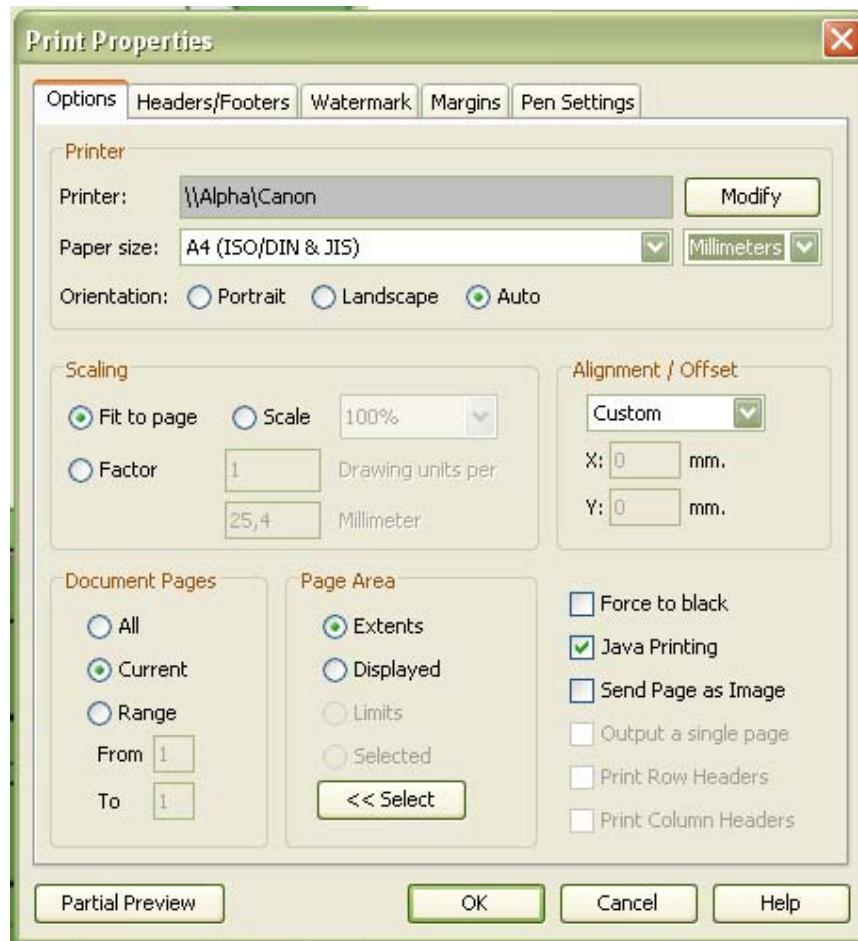 Print Properties
Options Headers/Footers Watermark Margins Pen Settings
Printer
Printer: \\Alpha\Canon Modify
Paper size: A4 (ISO/DIN & JIS) Millimeters
Orientation: Portrait Landscape Auto
Scaling
Fit to page Scale 100%
Factor 1 Drawing units per
25,4 Millimeter
Alignment / Offset
Custom
X: 0 mm.
Y: 0 mm.
Document Pages
All
Current
Range
From 1
To 1
Page Area
Extents
Displayed
Limits
Selected
<< Select
Force to black
Java Printing
Send Page as Image
Output a single page
Print Row Headers
Print Column Headers
Partial Preview OK Cancel Help